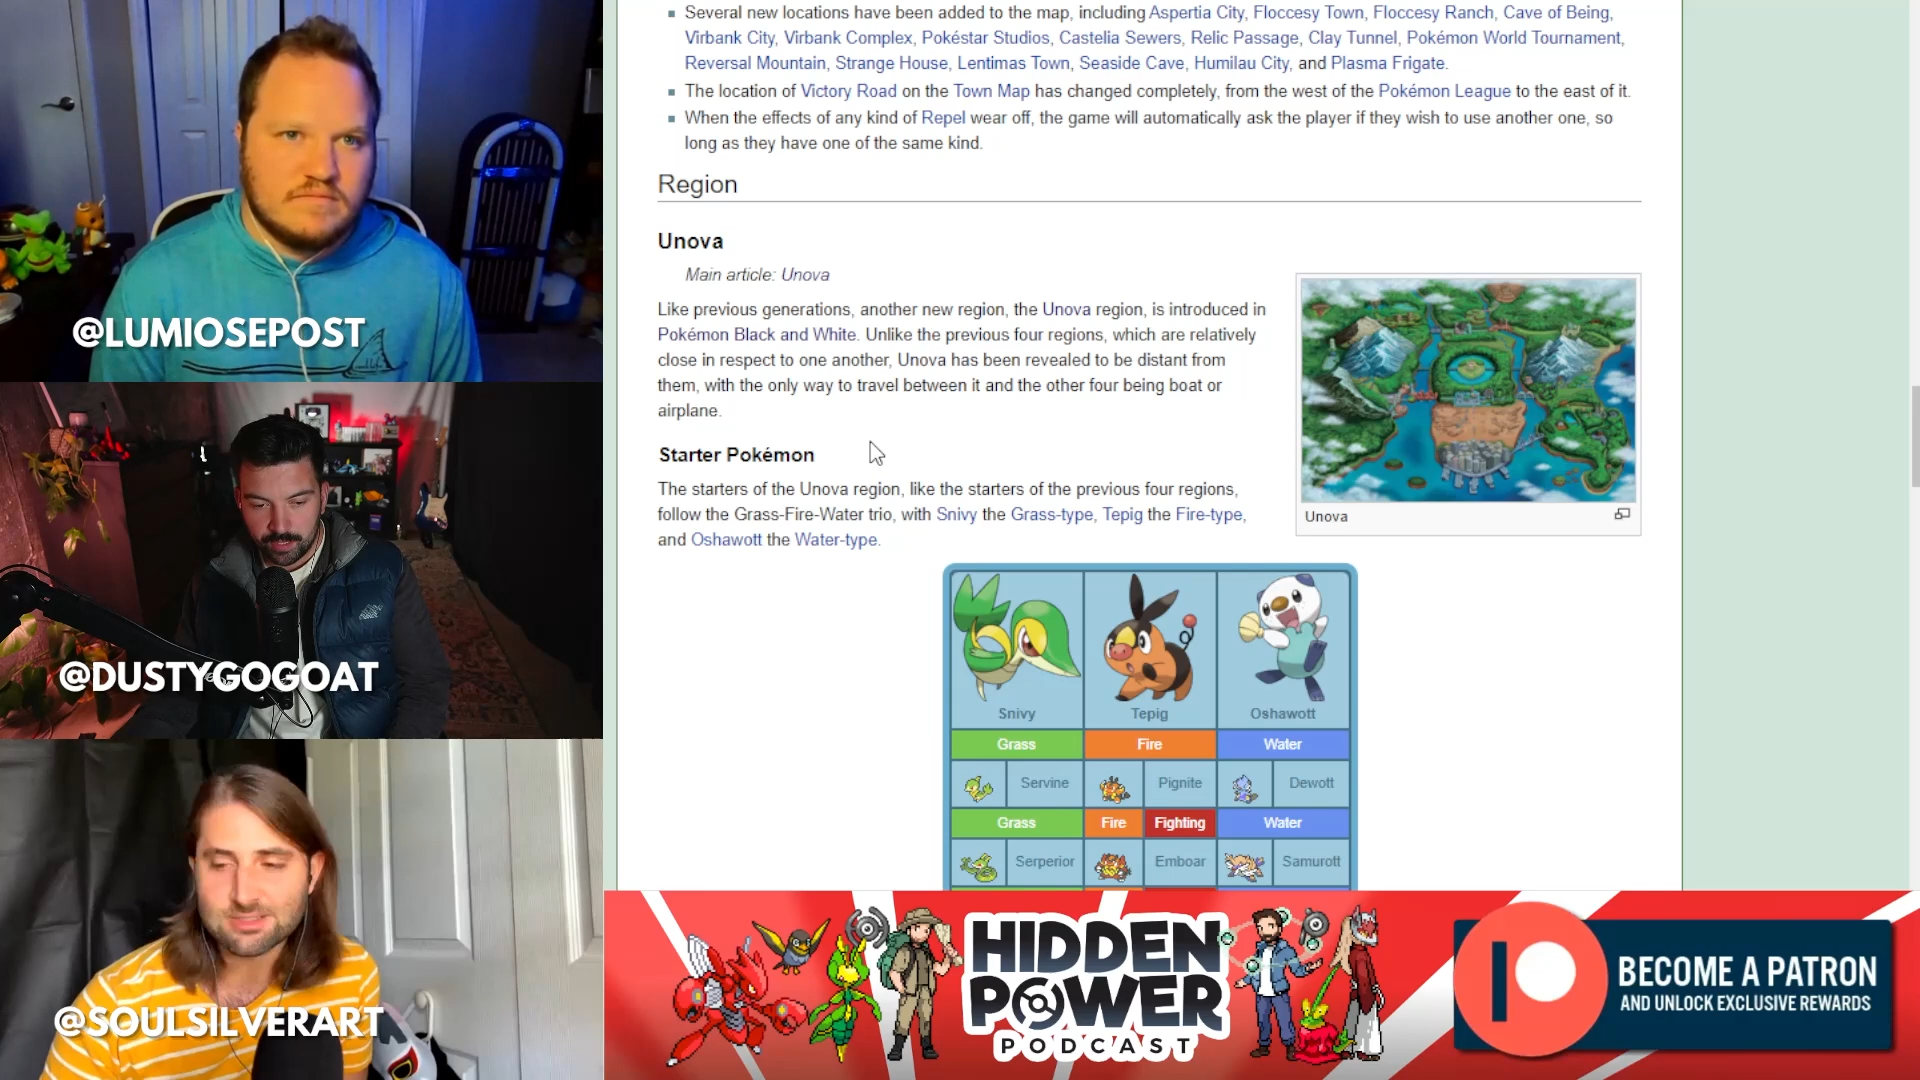 @LUMIOSEPOST
@DUSTYGOGOAT
@SOULSILVERART
Several new locations have been added to the map, including Aspertia City, Floccesy Town, Floccesy Ranch, Cave of Being,
Virbank City, Virbank Complex, Pokéstar Studios, Castelia Sewers, Relic Passage, Clay Tunnel, Pokémon World Tournament,
Reversal Mountain, Strange House, Lentimas Town, Seaside Cave, Humilau City, and Plasma Frigate.
The location of Victory Road on the Town Map has changed completely, from the west of the Pokémon League to the east of it.
When the effects of any kind of Repel wear off, the game will automatically ask the player if they wish to use another one, so
long as they have one of the same kind.
Region
Unova
Main article: Unova
Like previous generations, another new region, the Unova region, is introduced in
Pokémon Black and White. Unlike the previous four regions, which are relatively
close in respect to one another, Unova has been revealed to be distant from
them, with the only way to travel between it and the other four being boat or
airplane.
Unova
Starter Pokémon
The starters of the Unova region, like the starters of the previous four regions,
follow the Grass-Fire-Water trio, with Snivy the Grass-type, Tepig the Fire-type,
and Oshawott the Water-type.
Snivy Tepig Oshawott
Grass Fire Water
Servine Pignite Dewott
Grass Fire Fighting Water
Serperior Emboar Samurott
HIDDEN
POWER
PODCAST
BECOME A PATRON
AND UNLOCK EXCLUSIVE REWARDS